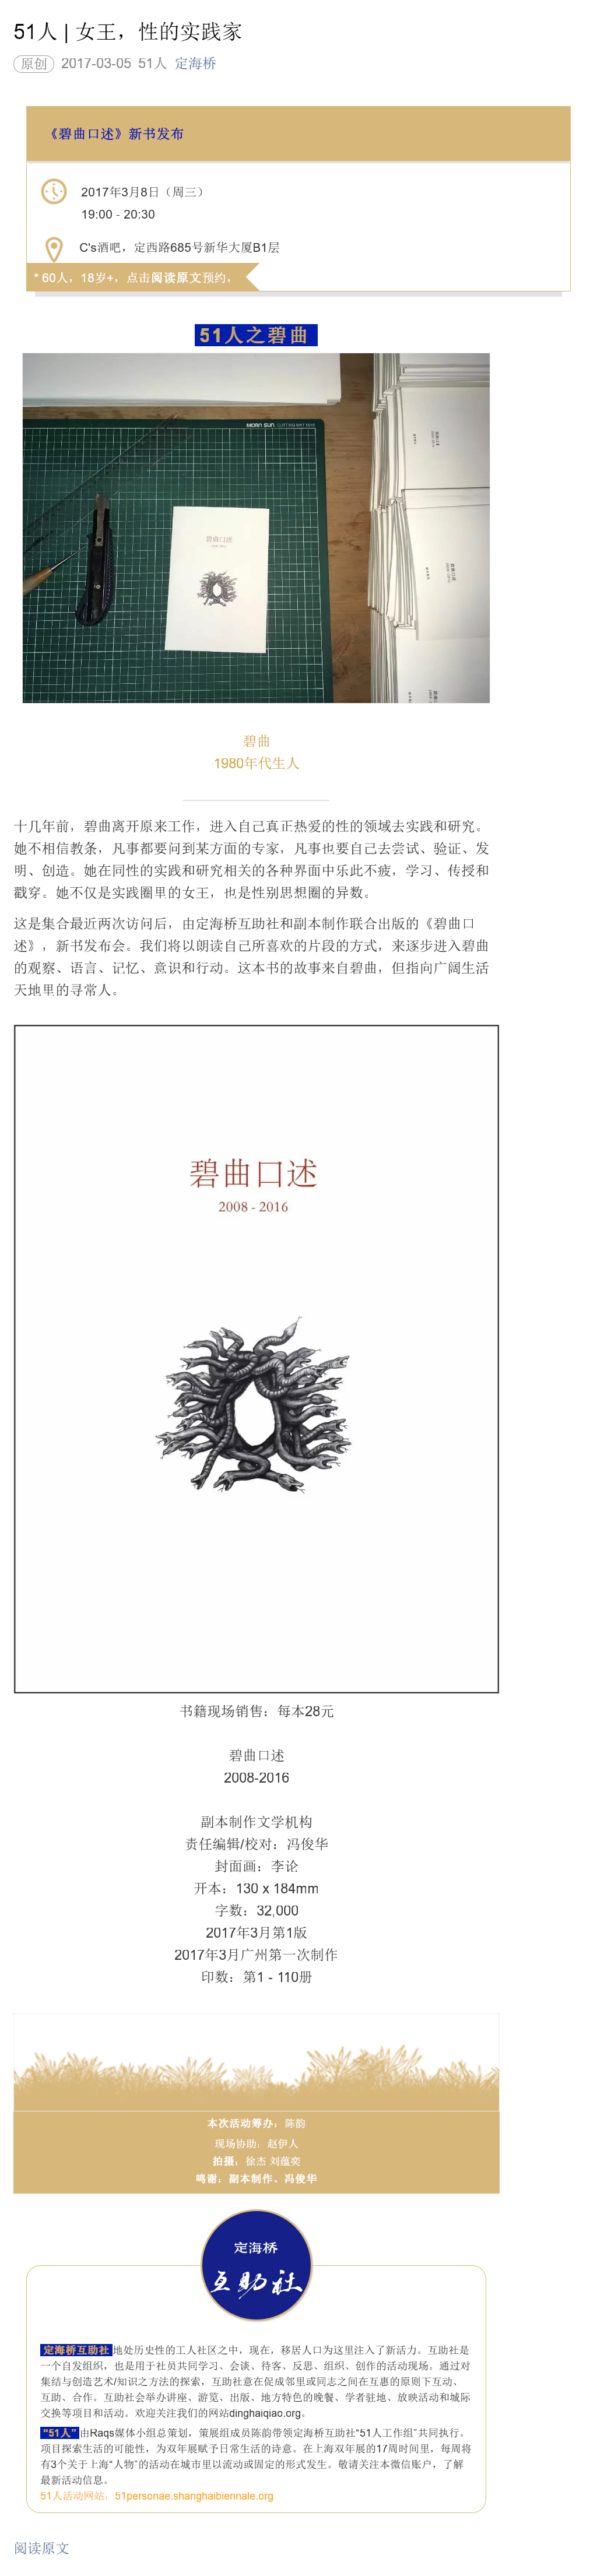 51人 | 女王，性的实践家
原创 2017-03-05 51人 定海桥
《碧曲口述》新书发布
2017年3月8日（周三）
19:00 - 20:30
C's酒吧，定西路685号新华大厦B1层
* 60人，18岁+，点击阅读原文预约，
51人之碧曲
MORN SUN. CUTTING MAT
碧曲口述
碧曲口述
碧曲口述
碧曲
1980年代生人
十几年前，碧曲离开原来工作，进入自己真正热爱的性的领域去实践和研究。
她不相信教条，凡事都要问到某方面的专家，凡事也要自己去尝试、验证、发
明、创造。她在同性的实践和研究相关的各种界面中乐此不疲，学习、传授和
戳穿。她不仅是实践圈里的女王，也是性别思想圈的异数。
这是集合最近两次访问后，由定海桥互助社和副本制作联合出版的《碧曲口
述》，新书发布会。我们将以朗读自己所喜欢的片段的方式，来逐步进入碧曲
的观察、语言、记忆、意识和行动。这本书的故事来自碧曲，但指向广阔生活
天地里的寻常人。
碧曲口述
2008 - 2016
书籍现场销售：每本28元
碧曲口述
2008-2016
副本制作文学机构
责任编辑/校对：冯俊华
封面画：李论
开本：130 x 184mm
字数：32,000
2017年3月第1版
2017年3月广州第一次制作
印数：第1 - 110册
本次活动筹办：陈韵
现场协助：赵伊人
拍摄：徐杰 刘蕴奕
鸣谢：副本制作、冯俊华
定海桥
互助社
定海桥互助社地处历史性的工人社区之中，现在，移居人口为这里注入了新活力。互助社是
一个自发组织，也是用于社员共同学习、会谈、待客、反思、组织、创作的活动现场。通过对
集结与创造艺术/知识之方法的探索，互助社意在促成邻里或同志之间在互惠的原则下互动、
互助、合作。互助社会举办讲座、游览、出版、地方特色的晚餐、学者驻地、放映活动和城际
交换等项目和活动。欢迎关注我们的网站dinghaiqiao.org。
“51人”由Raqs媒体小组总策划，策展组成员陈韵带领定海桥互助社“51人工作组”共同执行。
项目探索生活的可能性，为双年展赋予日常生活的诗意。在上海双年展的17周时间里，每周将
有3个关于上海“人物”的活动在城市里以流动或固定的形式发生。敬请关注本微信账户，了解
最新活动信息。
51人活动网站：51personae.shanghaibiennale.org
阅读原文